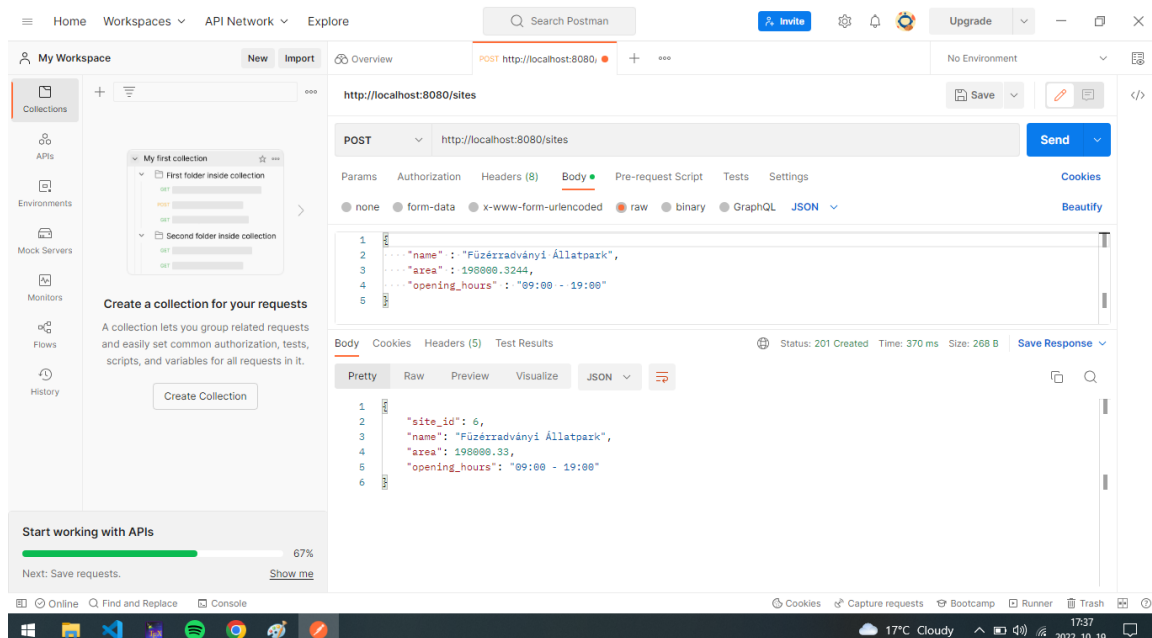 Home Workspaces API Network Explore Search Postman Invite Upgrade
My Workspace New Import Overview POST http://localhost:8080/ No Environment
Collections
APIs
Environments
Mock Servers
Monitors
Flows
History
My first collection
First folder inside collection
GET
POST
GET
Second folder inside collection
GET
GET
Create a collection for your requests
A collection lets you group related requests
and easily set common authorization, tests,
scripts, and variables for all requests in it.
Create Collection
Start working with APIs
67%
Next: Save requests. Show me
http://localhost:8080/sites Save
POST http://localhost:8080/sites Send
Params Authorization Headers (8) Body Pre-request Script Tests Settings Cookies
none form-data x-www-form-urlencoded raw binary GraphQL JSON Beautify
1 {
2 "name" : "Füzérradványi Állatpark",
3 "area" : 198000.3244,
4 "opening_hours" : "09:00 - 19:00"
5 }
Body Cookies Headers (5) Test Results Status: 201 Created Time: 370 ms Size: 268 B Save Response
Pretty Raw Preview Visualize JSON
1 {
2 "site_id": 6,
3 "name": "Füzérradványi Állatpark",
4 "area": 198000.33,
5 "opening_hours": "09:00 - 19:00"
6 }
Online Find and Replace Console Cookies Capture requests Bootcamp Runner Trash
17°C Cloudy 17:37
2022. 10. 19.